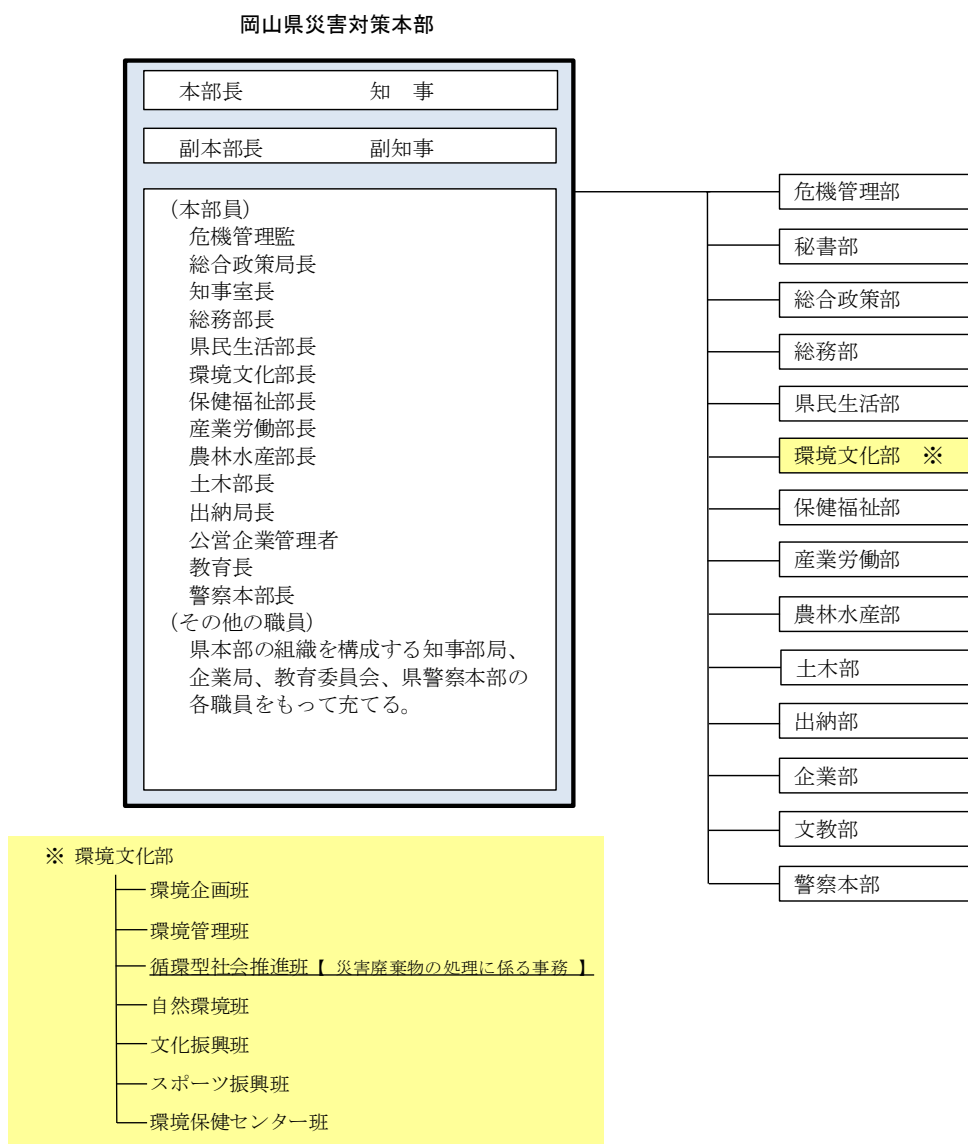 岡山県災害対策本部
本部長 知 事
副本部長 副知事
(本部員)
危機管理監
総合政策局長
知事室長
総務部長
県民生活部長
環境文化部長
保健福祉部長
産業労働部長
農林水産部長
土木部長
出納局長
公営企業管理者
教育長
警察本部長
(その他の職員)
県本部の組織を構成する知事部局、
企業局、教育委員会、県警察本部の
各職員をもって充てる。
危機管理部
秘書部
総合政策部
総務部
県民生活部
環境文化部 ※
保健福祉部
産業労働部
農林水産部
土木部
出納部
企業部
文教部
警察本部
※ 環境文化部
環境企画班
環境管理班
循環型社会推進班【 災害廃棄物の処理に係る事務 】
自然環境班
文化振興班
スポーツ振興班
環境保健センター班